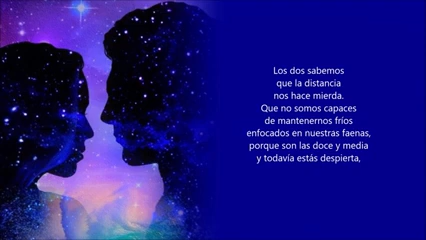 Los dos sabemos
que la distancia
nos hace mierda.
Que no somos capaces
de mantenernos fríos
enfocados en nuestras faenas,
porque son las doce y media
y todavía estás despierta,